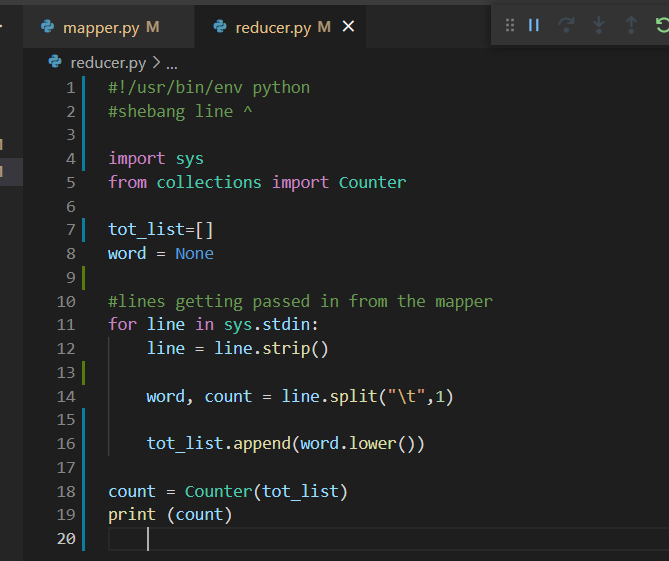 mapper.py M reducer.py M
reducer.py > ...
1 #!/usr/bin/env python
2 #shebang line ^
3
4 import sys
5 from collections import Counter
6
7 tot_list=[]
8 word = None
9
10 #lines getting passed in from the mapper
11 for line in sys.stdin:
12     line = line.strip()
13
14     word, count = line.split("\t",1)
15
16     tot_list.append(word.lower())
17
18 count = Counter(tot_list)
19 print (count)
20